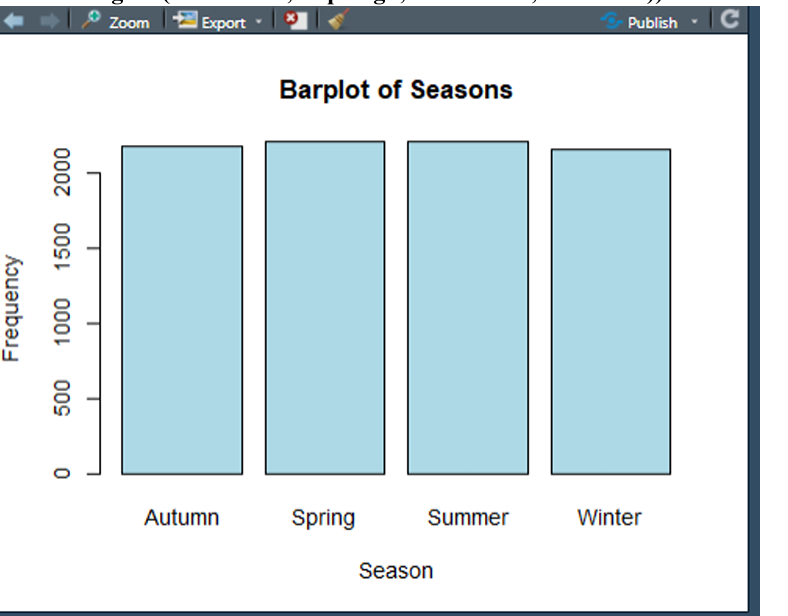 Zoom Export Publish
Barplot of Seasons
2000
1500
1000
500
0
Frequency
Autumn Spring Summer Winter
Season